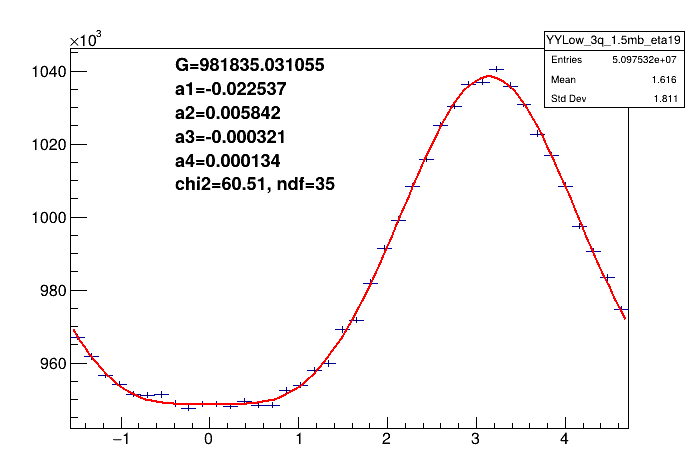 ×10³
YYLow_3q_1.5mb_eta19
Entries 5.097532e+07
Mean 1.616
Std Dev 1.811
G=981835.031055
a1=-0.022537
a2=0.005842
a3=-0.000321
a4=0.000134
chi2=60.51, ndf=35
1040
1020
1000
980
960
−1 0 1 2 3 4